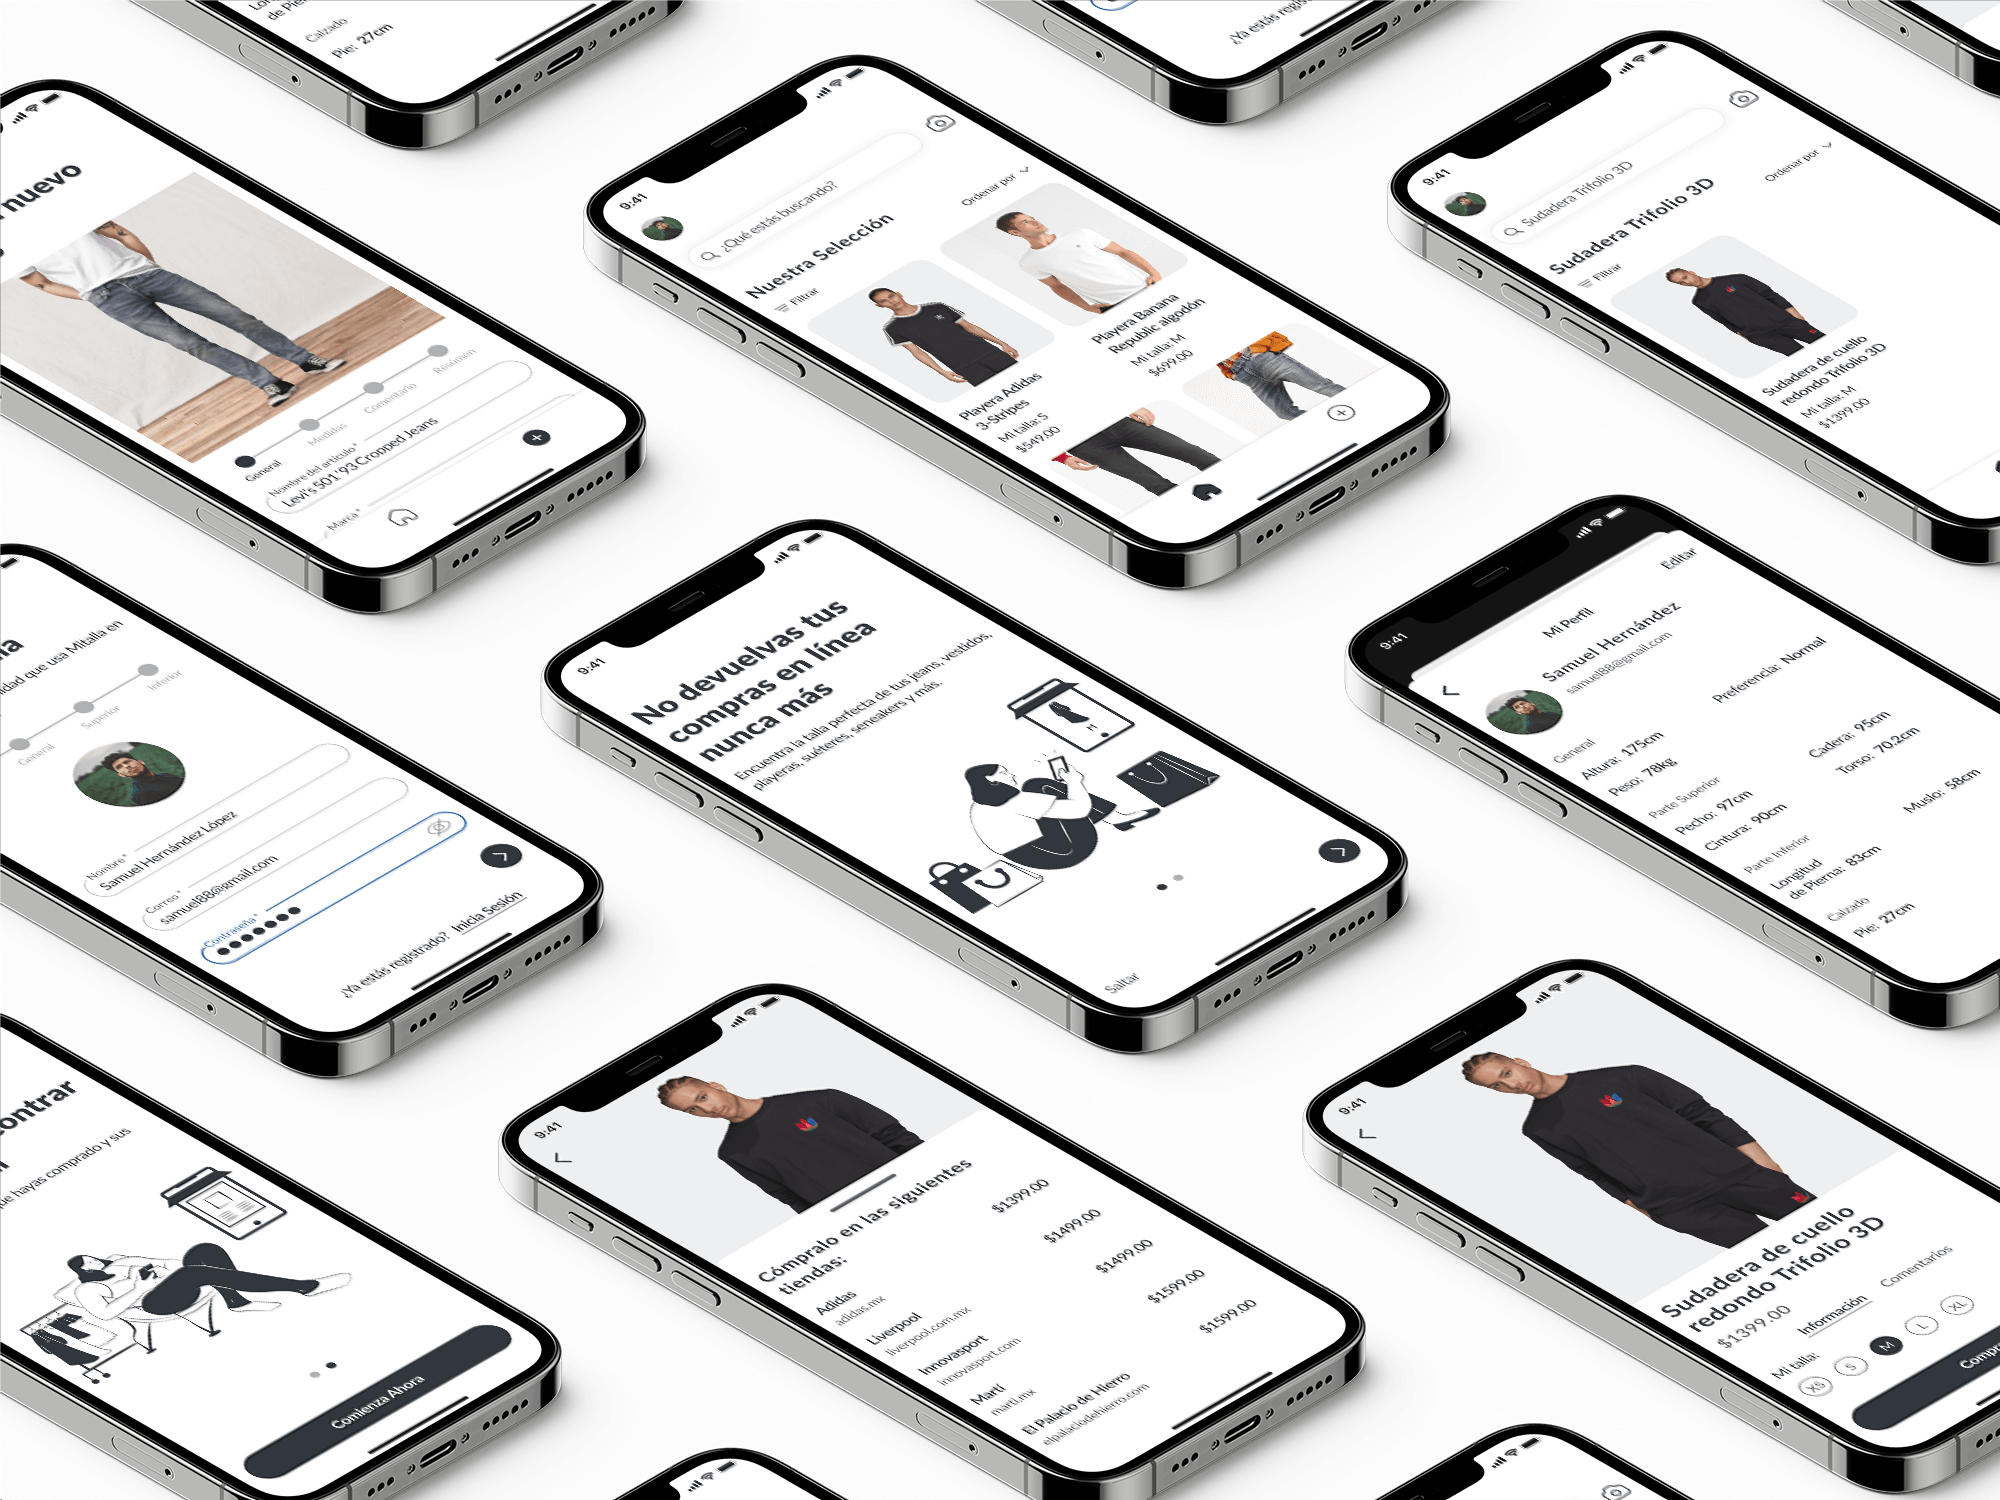 de Pierna:
Calzado
Pie: 27cm
¿Ya estás registrado?
nuevo
General
Medidas
Comentario
Resúmen
Nombre del artículo*
Levi's 501 '93 Cropped Jeans
Marca*
9:41
¿Qué estás buscando?
Nuestra Selección
Filtrar
Ordenar por
Playera Adidas
3-Stripes
Mi talla: S
$549.00
Playera Banana
Republic algodón
Mi talla: M
$699.00
9:41
Sudadera Trifolio 3D
Sudadera Trifolio 3D
Filtrar
Ordenar por
Sudadera de cuello
redondo Trifolio 3D
Mi talla: M
$1399.00
que usa Mitalla en
General
Superior
Inferior
Nombre*
Samuel Hernández López
Correo*
samuel88@gmail.com
Contraseña*
¿Ya estás registrado? Inicia Sesión
9:41
No devuelvas tus
compras en línea
nunca más
Encuentra la talla perfecta de tus jeans, vestidos,
playeras, suéteres, seneakers y más.
Saltar
9:41
Editar
Mi Perfil
Samuel Hernández
samuel88@gmail.com
General
Preferencia: Normal
Altura: 175cm
Peso: 78kg
Parte Superior
Cadera: 95cm
Pecho: 97cm
Torso: 70.2cm
Cintura: 90cm
Parte Inferior
Muslo: 58cm
Longitud
de Pierna: 83cm
Calzado
Pie: 27cm
ontrar
que hayas comprado y sus
Comienza Ahora
9:41
Cómpralo en las siguientes
tiendas:
Adidas
adidas.mx
$1399.00
Liverpool
liverpool.com.mx
$1499.00
Innovasport
innovasport.com
$1499.00
Martí
marti.mx
$1599.00
El Palacio de Hierro
elpalaciodehierro.com
$1599.00
9:41
Sudadera de cuello
redondo Trifolio 3D
$1399.00
Información
Comentarios
Mi talla:
XS S M L XL
Compra